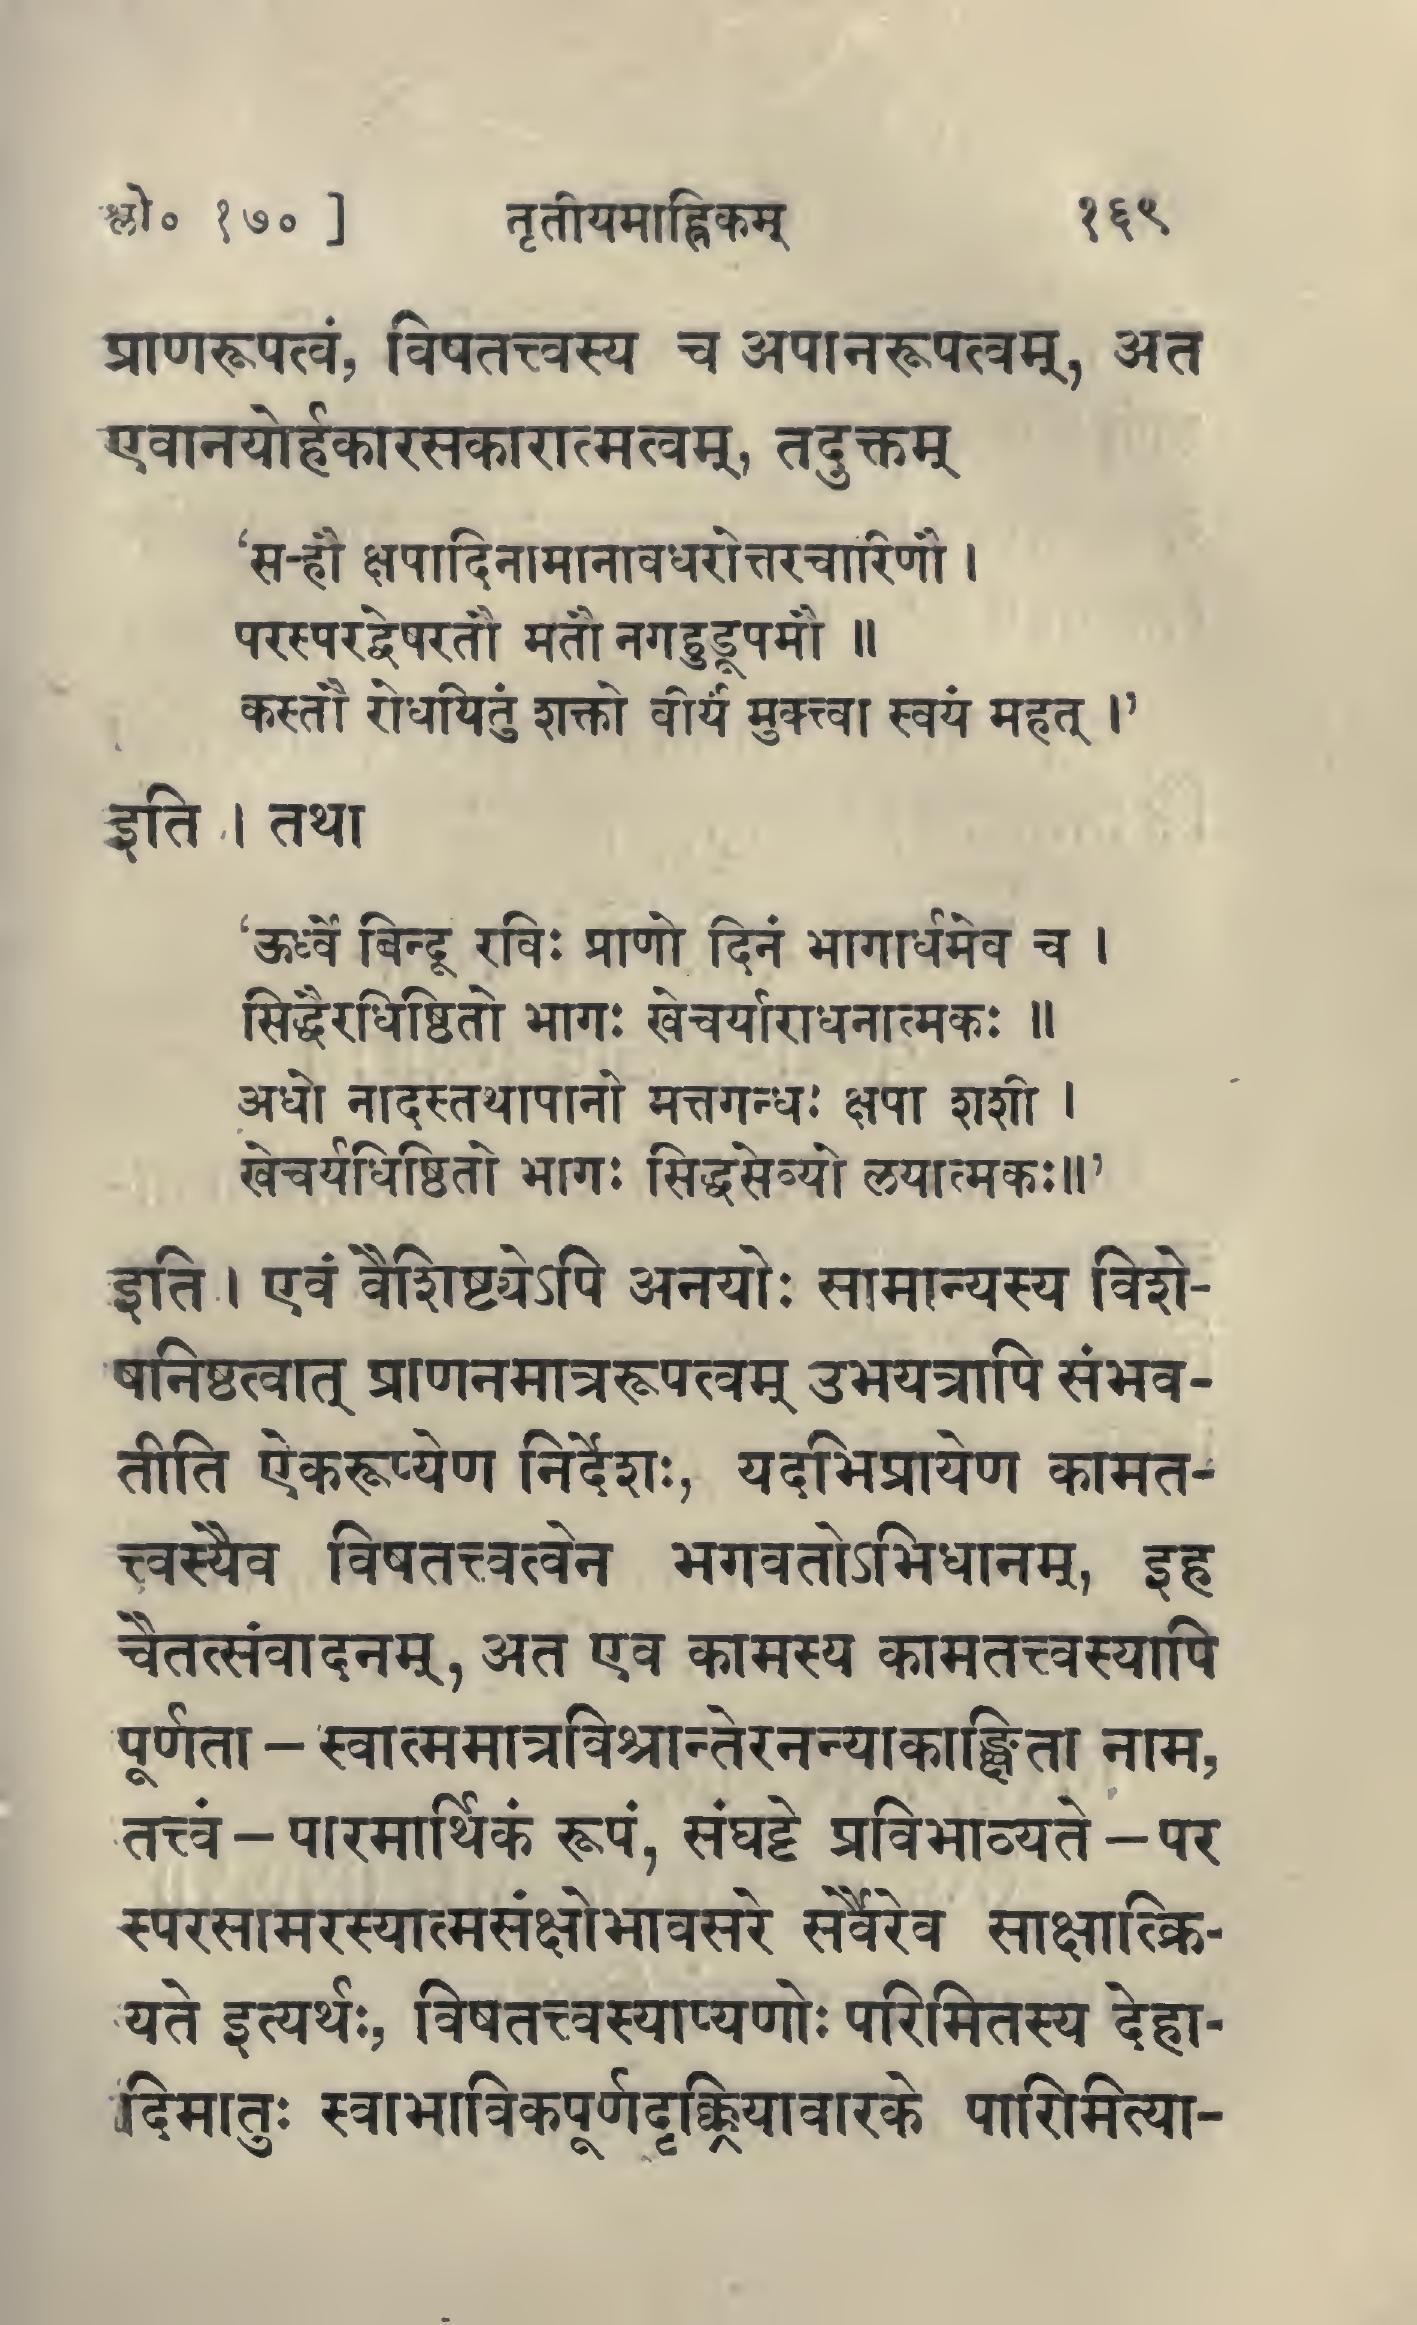 श्लो० १७० ] तृतीयमाह्निकम् १६९
प्राणरूपत्वं, विषतत्त्वस्य च अपानरूपत्वम्, अत
एवानयोर्हकारसकारात्मत्वम्, तदुक्तम्
‘स-हौ क्षपादिनामानावधरोत्तरचारिणौ ।
परस्परद्वेषरतौ मतौ नगहुडूपमौ ॥
कस्तौ रोधयितुं शक्तो वीर्यं मुक्त्वा स्वयं महत् ।’
इति । तथा
‘ऊर्ध्वे बिन्दू रविः प्राणो दिनं भागार्धमेव च ।
सिद्धैरधिष्ठितो भागः खेचर्याराधनात्मकः ॥
अधो नादस्तथापानो मत्तगन्धः क्षपा शशी ।
खेचर्यधिष्ठितो भागः सिद्धसेव्यो लयात्मकः॥’
इति । एवं वैशिष्ट्येऽपि अनयोः सामान्यस्य विशे-
षनिष्ठत्वात् प्राणनमात्ररूपत्वम् उभयत्रापि संभव-
तीति ऐकरूप्येण निर्देशः, यदभिप्रायेण कामत-
त्त्वस्यैव विषतत्त्वत्वेन भगवतोऽभिधानम्, इह
चैतत्संवादनम्, अत एव कामस्य कामतत्त्वस्यापि
पूर्णता – स्वात्ममात्रविश्रान्तेरनन्याकाङ्क्षिता नाम,
तत्त्वं – पारमार्थिकं रूपं, संघट्टे प्रविभाव्यते – पर
स्परसामरस्यात्मसंक्षोभावसरे सर्वैरेव साक्षात्क्रि-
यते इत्यर्थः, विषतत्त्वस्याप्यणोः परिमितस्य देहा-
दिमातुः स्वाभाविकपूर्णदृक्क्रियावारके पारिमित्या-